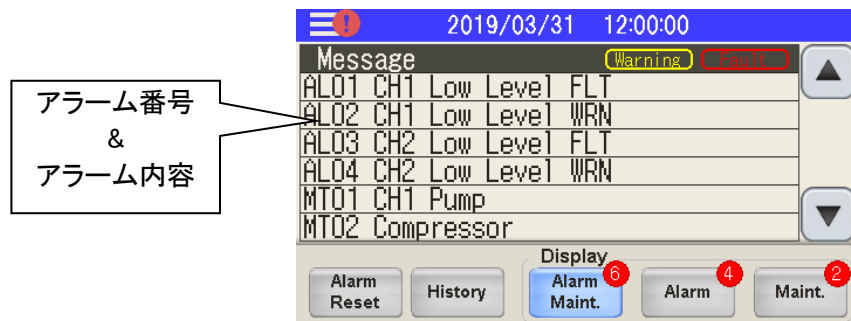 ! 2019/03/31 12:00:00
Message Warning Fault
AL01 CH1 Low Level FLT
AL02 CH1 Low Level WRN
AL03 CH2 Low Level FLT
AL04 CH2 Low Level WRN
MT01 CH1 Pump
MT02 Compressor
アラーム番号
&
アラーム内容
Display
Alarm
Reset
History
Alarm
Maint.
6
Alarm
4
Maint.
2